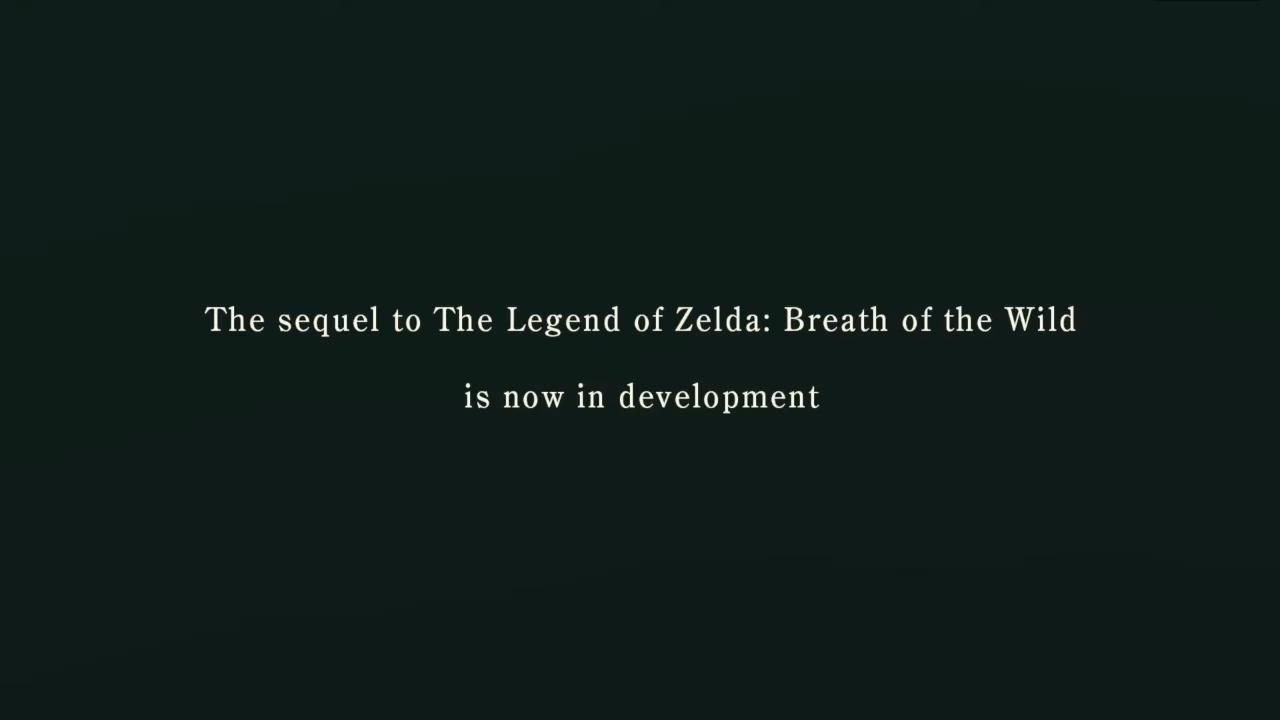 The sequel to The Legend of Zelda: Breath of the Wild
is now in development